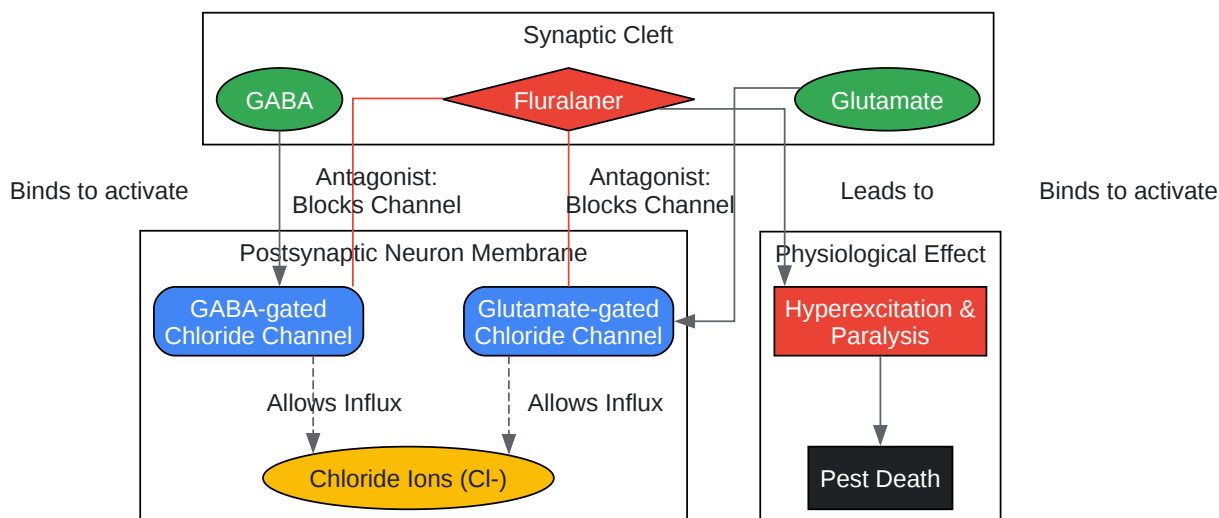 Synaptic Cleft
GABA
Fluralaner
Glutamate
Binds to activate
Antagonist:
Blocks Channel
Antagonist:
Blocks Channel
Leads to
Binds to activate
Postsynaptic Neuron Membrane
Physiological Effect
GABA-gated
Chloride Channel
Glutamate-gated
Chloride Channel
Hyperexcitation &
Paralysis
Allows Influx
Allows Influx
Chloride Ions (Cl-)
Pest Death